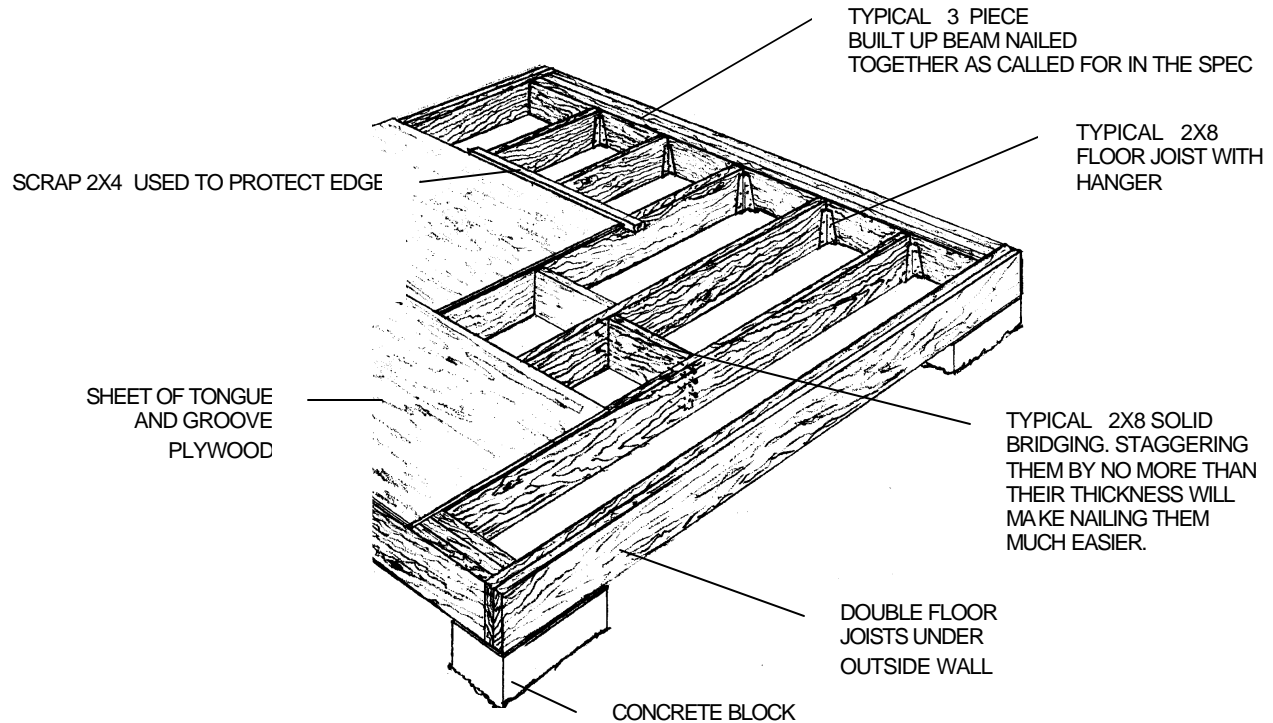 TYPICAL 3 PIECE
BUILT UP BEAM NAILED
TOGETHER AS CALLED FOR IN THE SPEC
TYPICAL 2X8
FLOOR JOIST WITH
HANGER
SCRAP 2X4 USED TO PROTECT EDGE
SHEET OF TONGUE
AND GROOVE
PLYWOOD
TYPICAL 2X8 SOLID
BRIDGING. STAGGERING
THEM BY NO MORE THAN
THEIR THICKNESS WILL
MAKE NAILING THEM
MUCH EASIER.
DOUBLE FLOOR
JOISTS UNDER
OUTSIDE WALL
CONCRETE BLOCK